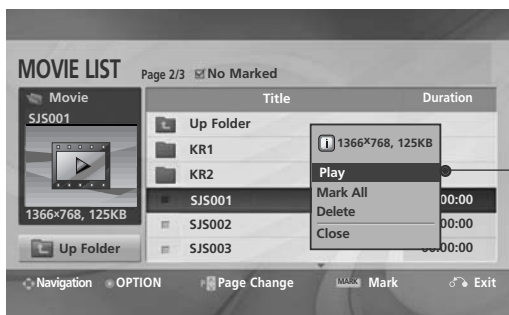 MOVIE LIST Page 2/3 No Marked
Movie Title Duration
SJS001
Up Folder
KR1
KR2
SJS001 00:00
SJS002 00:00
SJS003 00:00
1366×768, 125KB
Up Folder
i 1366×768, 125KB
Play
Mark All
Delete
Close
Navigation OPTION Page Change MARK Mark Exit